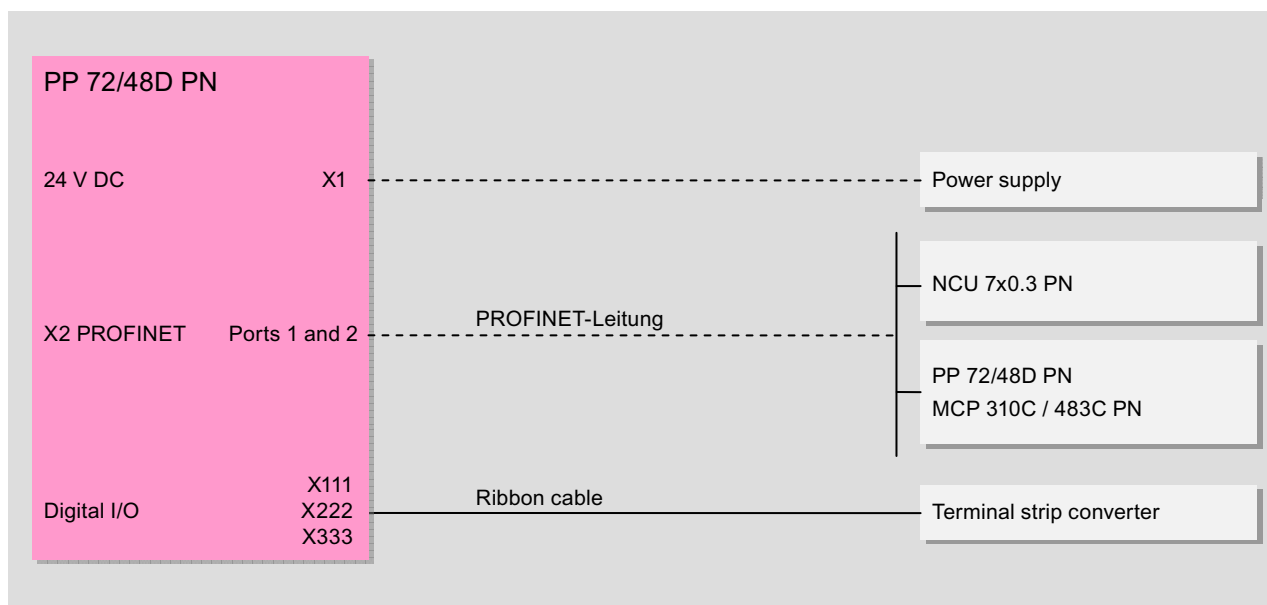 PP 72/48D PN
24 V DC X1
Power supply
NCU 7x0.3 PN
X2 PROFINET Ports 1 and 2
PROFINET-Leitung
PP 72/48D PN
MCP 310C / 483C PN
Digital I/O
X111
X222
X333
Ribbon cable
Terminal strip converter